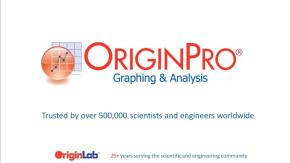 ORIGINPRO®
Graphing & Analysis
Trusted by over 500,000 scientists and engineers worldwide
OriginLab® 25+ years serving the scientific and engineering community